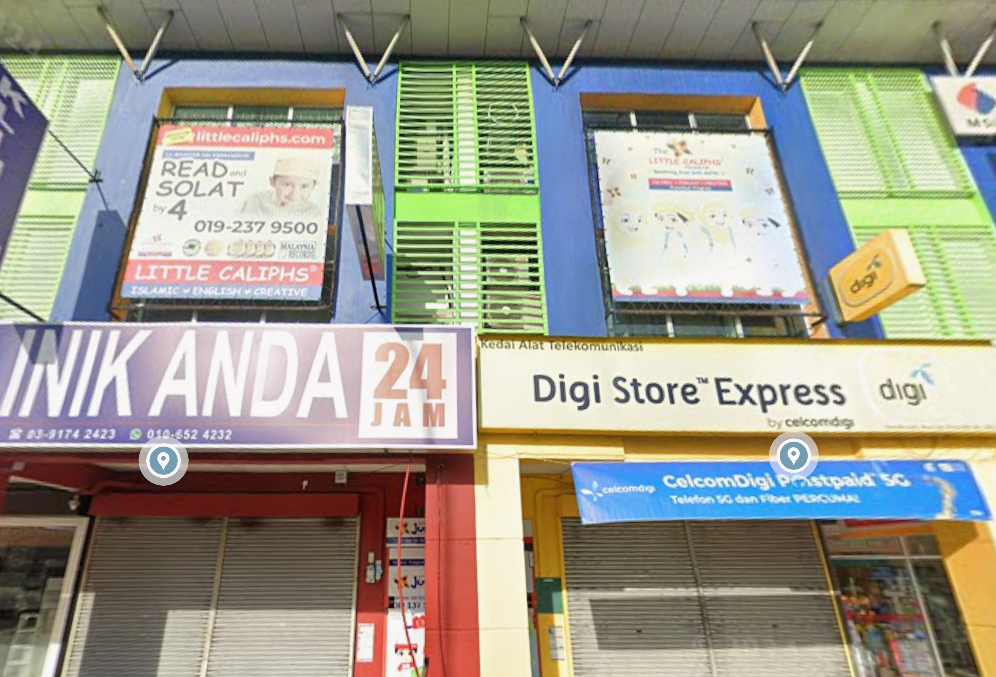 littlecaliphs.com
READ and
SOLAT
by 4
019-237 9500
MALAYSIA
RECORDS
LITTLE CALIPHS®
ISLAMIC ENGLISH CREATIVE
The
LITTLE CALIPHS
digi
INIK ANDA
24
JAM
03-9174 2423 010-652 4232
Kedai Alat Telekomunikasi
Digi Store™ Express
by celcomdigi
digi
celcomdigi
CelcomDigi Postpaid 5G
Telefon 5G dan Fiber PERCUMA!